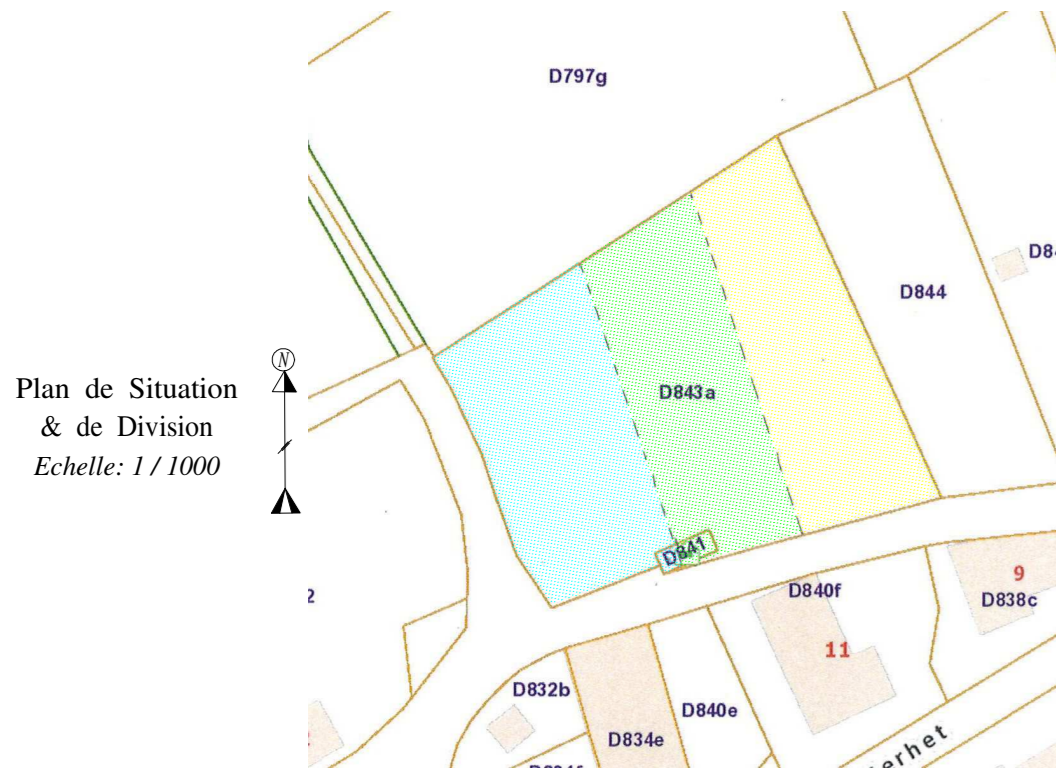 D797g
D84
D844
N
Plan de Situation
& de Division
Echelle: 1 / 1000
D843a
D841
9
D838c
D840f
11
2
D832b
D840e
D834e
erhet